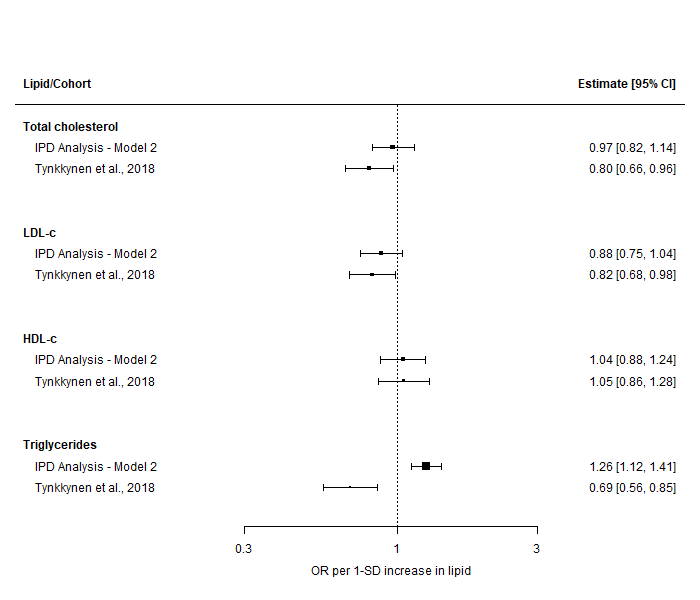 Lipid/Cohort Estimate [95% CI]
Total cholesterol
IPD Analysis - Model 2 0.97 [0.82, 1.14]
Tynkkynen et al., 2018 0.80 [0.66, 0.96]
LDL-c
IPD Analysis - Model 2 0.88 [0.75, 1.04]
Tynkkynen et al., 2018 0.82 [0.68, 0.98]
HDL-c
IPD Analysis - Model 2 1.04 [0.88, 1.24]
Tynkkynen et al., 2018 1.05 [0.86, 1.28]
Triglycerides
IPD Analysis - Model 2 1.26 [1.12, 1.41]
Tynkkynen et al., 2018 0.69 [0.56, 0.85]
0.3 1 3
OR per 1-SD increase in lipid